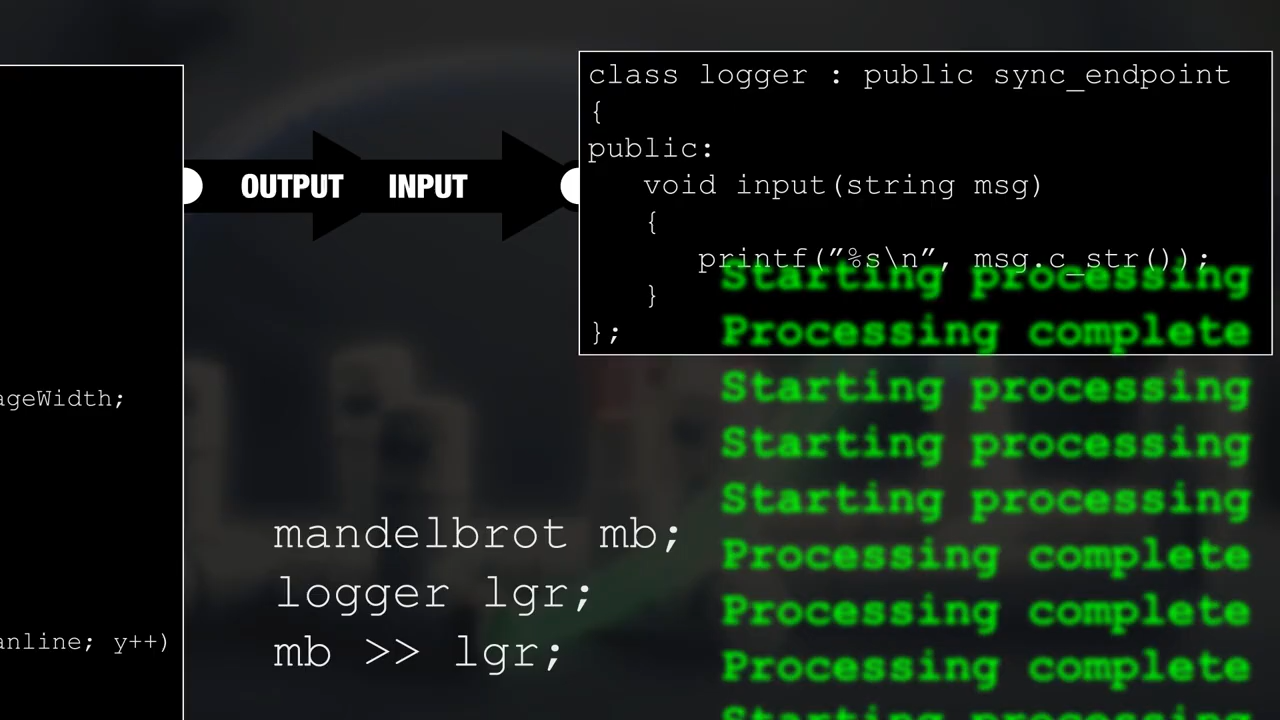 class logger : public sync_endpoint
{
public:
void input(string msg)
{
printf(”%s\n”, msg.c_str());
}
};
OUTPUT INPUT
ageWidth;
anline; y++)
mandelbrot mb;
logger lgr;
mb >> lgr;
Starting processing
Processing complete
Starting processing
Starting processing
Starting processing
Processing complete
Processing complete
Processing complete
Starting processing